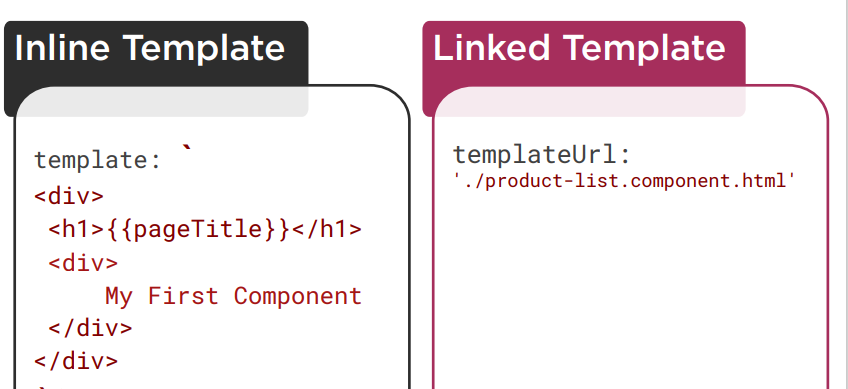 Inline Template
template: `
<div>
<h1>{{pageTitle}}</h1>
<div>
My First Component
</div>
</div>
Linked Template
templateUrl:
'./product-list.component.html'